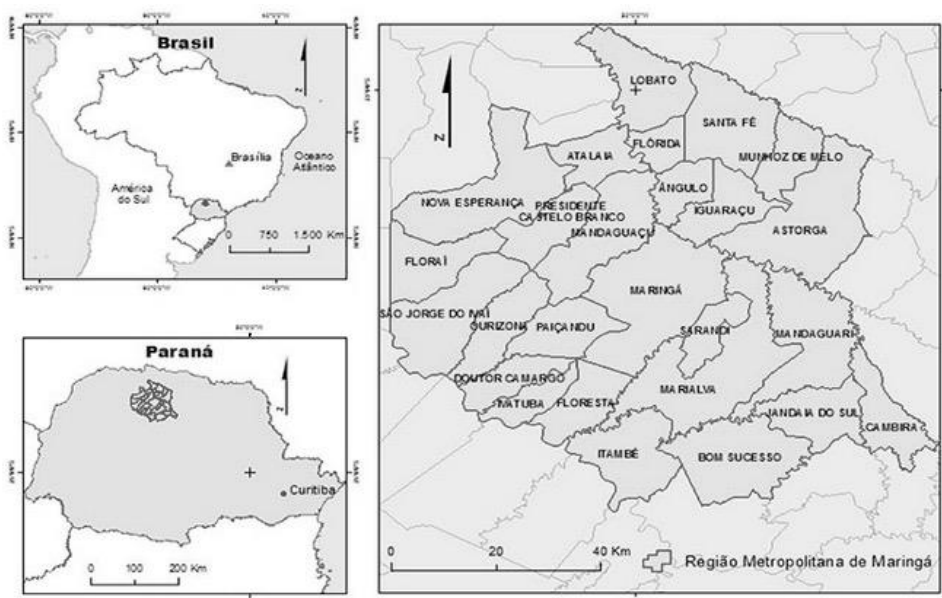 Brasil
N
Brasília
Oceano
Atlântico
América
do Sul
0 750 1.500 Km
Paraná
N
Curitiba
0 100 200 Km
N
LOBATO
SANTA FÉ
FLÓRIDA
ATALAIA
MUNHOZ DE MELO
ÂNGULO
NOVA ESPERANÇA
PRESIDENTE
CASTELO BRANCO
IGUARAÇU
MANDAGUAÇU
ASTORGA
FLORAÍ
MARINGÁ
SÃO JORGE DO IVAÍ
OURIZONA
PAIÇANDU
SARANDI
MANDAGUARI
DOUTOR CAMARGO
MARIALVA
IVATUBA
FLORESTA
JANDAIA DO SUL
CAMBIRA
ITAMBÉ
BOM SUCESSO
0 20 40 Km
Região Metropolitana de Maringá